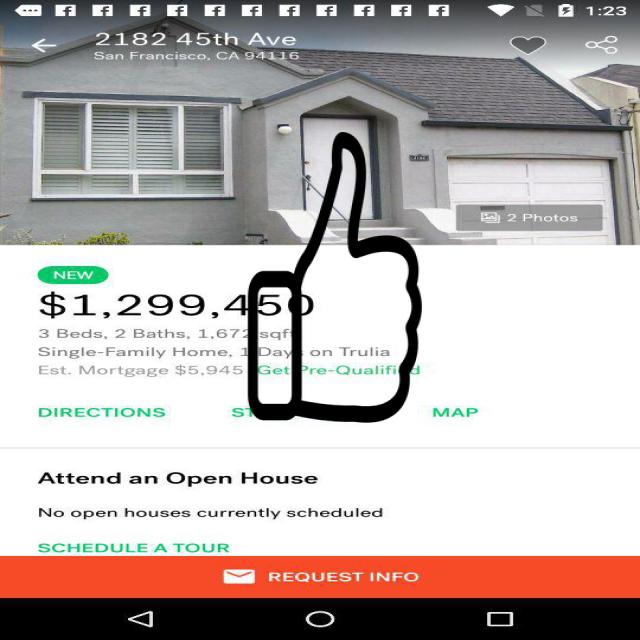 1:23
2182 45th Ave
San Francisco, CA 94116
2 Photos
NEW
$1,299,450
3 Beds, 2 Baths, 1,672 sqft
Single-Family Home, 1 Days on Trulia
Est. Mortgage $5,945 Get Pre-Qualified
DIRECTIONS ST MAP
Attend an Open House
No open houses currently scheduled
SCHEDULE A TOUR
REQUEST INFO